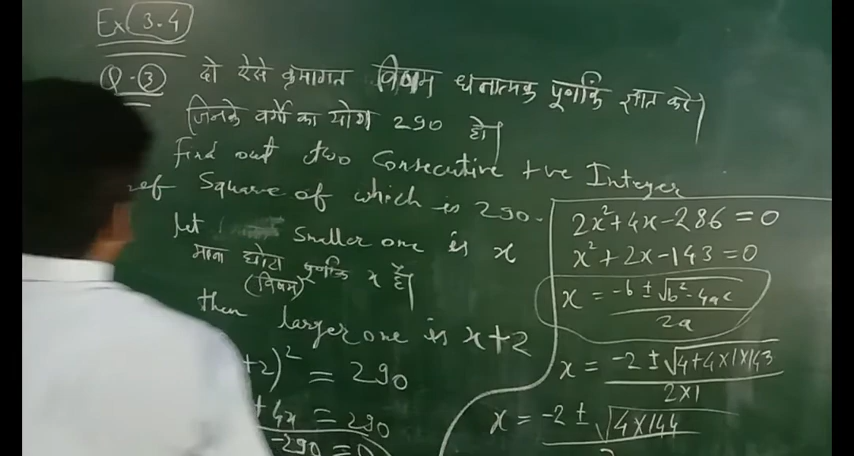 Ex 3.4
Q-③ दो ऐसे क्रमागत विषम धनात्मक पूर्णांक ज्ञात करें|
जिनके वर्गों का योग 290 हो|
Find out two Consecutive +ve Integer
of Square of which is 290.
let Smaller one is x
माना छोटा पूर्णांक x है|
(विषम)
then larger one is x+2
+2)² = 290
+4x = 290
-290 = 0
2x²+4x-286=0
x²+2x-143=0
x = -b ± √b²-4ac / 2a
x = -2 ± √4+4×1×143 / 2×1
x = -2 ± √4×144